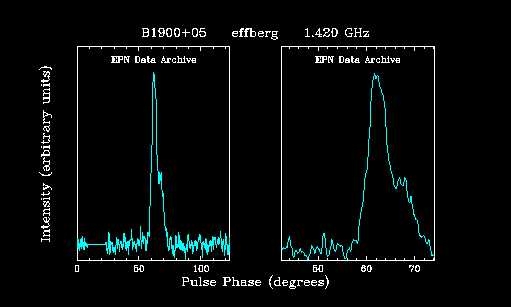 B1900+05 effberg 1.420 GHz
EPN Data Archive EPN Data Archive
Intensity (arbitrary units)
0 50 100 50 60 70
Pulse Phase (degrees)